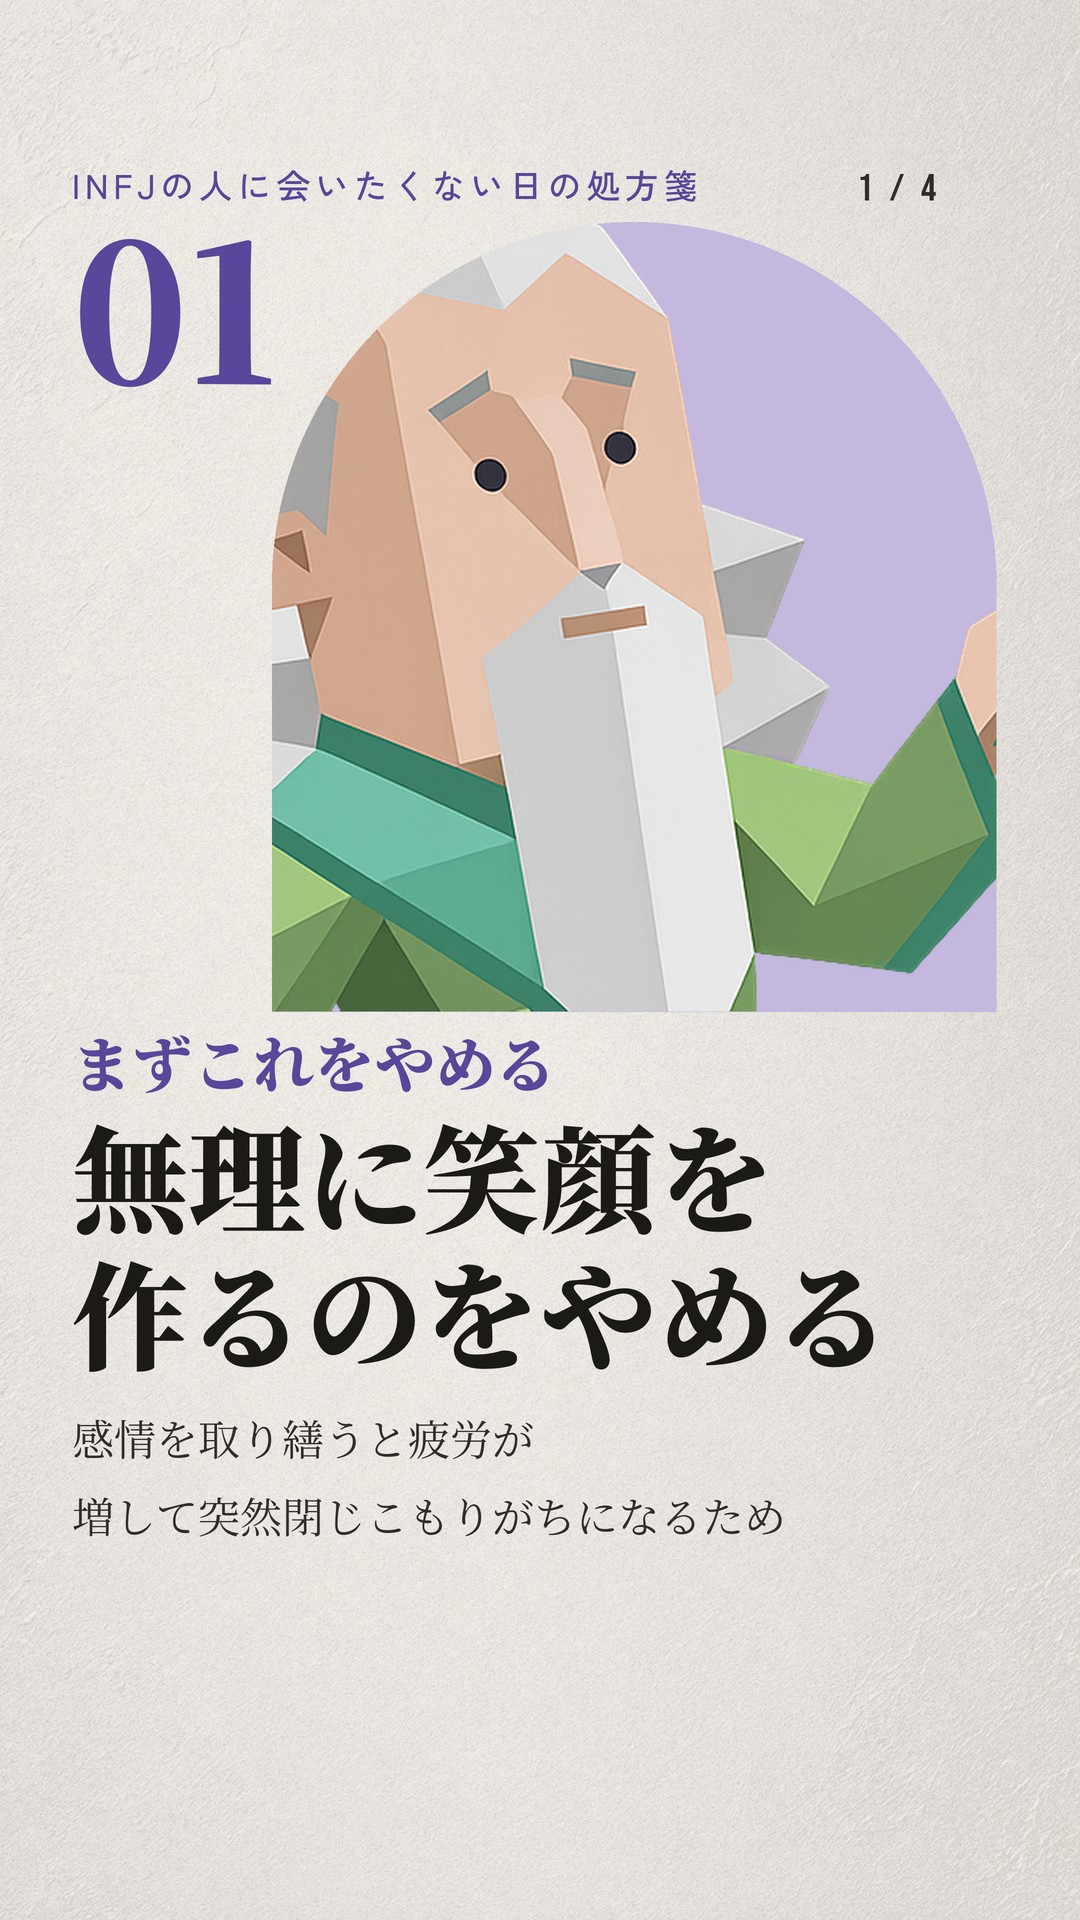 INFJの人に会いたくない日の処方箋
1 / 4
01
まずこれをやめる
無理に笑顔を
作るのをやめる
感情を取り繕うと疲労が
増して突然閉じこもりがちになるため